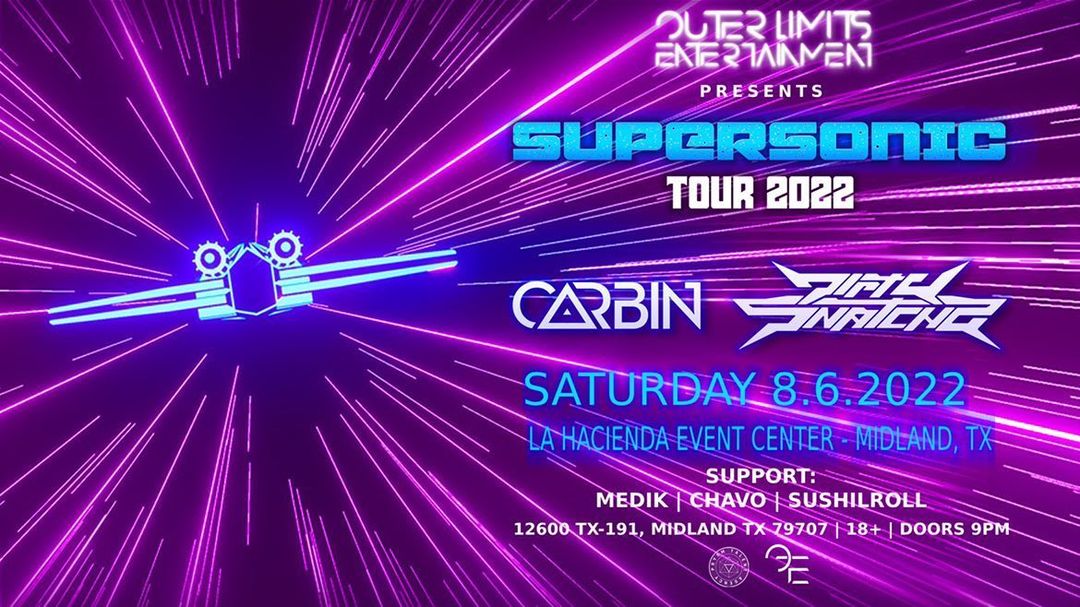 OUTER LIMITS
ENTERTAINMENT
PRESENTS
SUPERSONIC
TOUR 2022
CARBIN
DIRTY
SNATCHA
SATURDAY 8.6.2022
LA HACIENDA EVENT CENTER - MIDLAND, TX
SUPPORT:
MEDIK | CHAVO | SUSHILROLL
12600 TX-191, MIDLAND TX 79707 | 18+ | DOORS 9PM